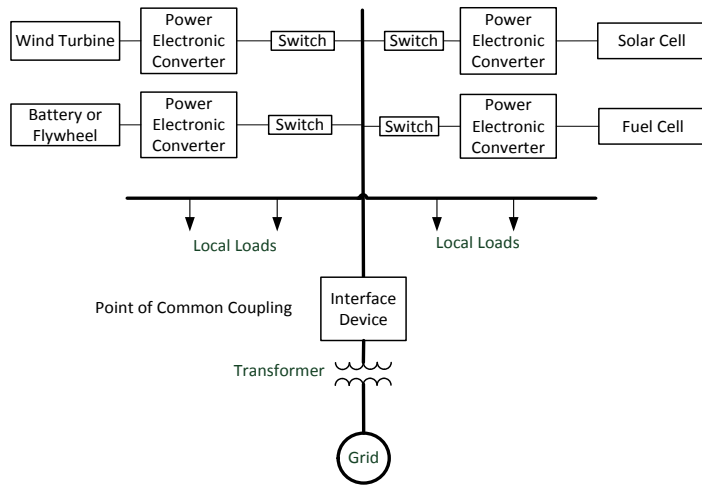 Wind Turbine
Power
Electronic
Converter
Switch
Switch
Power
Electronic
Converter
Solar Cell
Battery or
Flywheel
Power
Electronic
Converter
Switch
Switch
Power
Electronic
Converter
Fuel Cell
Local Loads
Local Loads
Point of Common Coupling
Interface
Device
Transformer
Grid